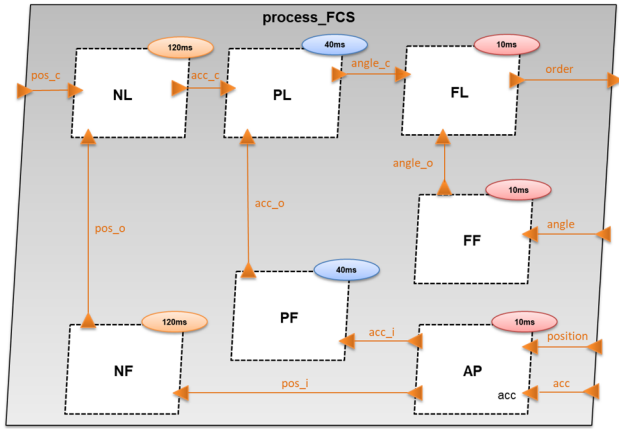 process_FCS
120ms
40ms
10ms
pos_c
NL
acc_c
PL
angle_c
FL
order
angle_o
10ms
acc_o
pos_o
FF
angle
40ms
120ms
PF
10ms
acc_i
position
NF
AP
pos_i
acc
acc